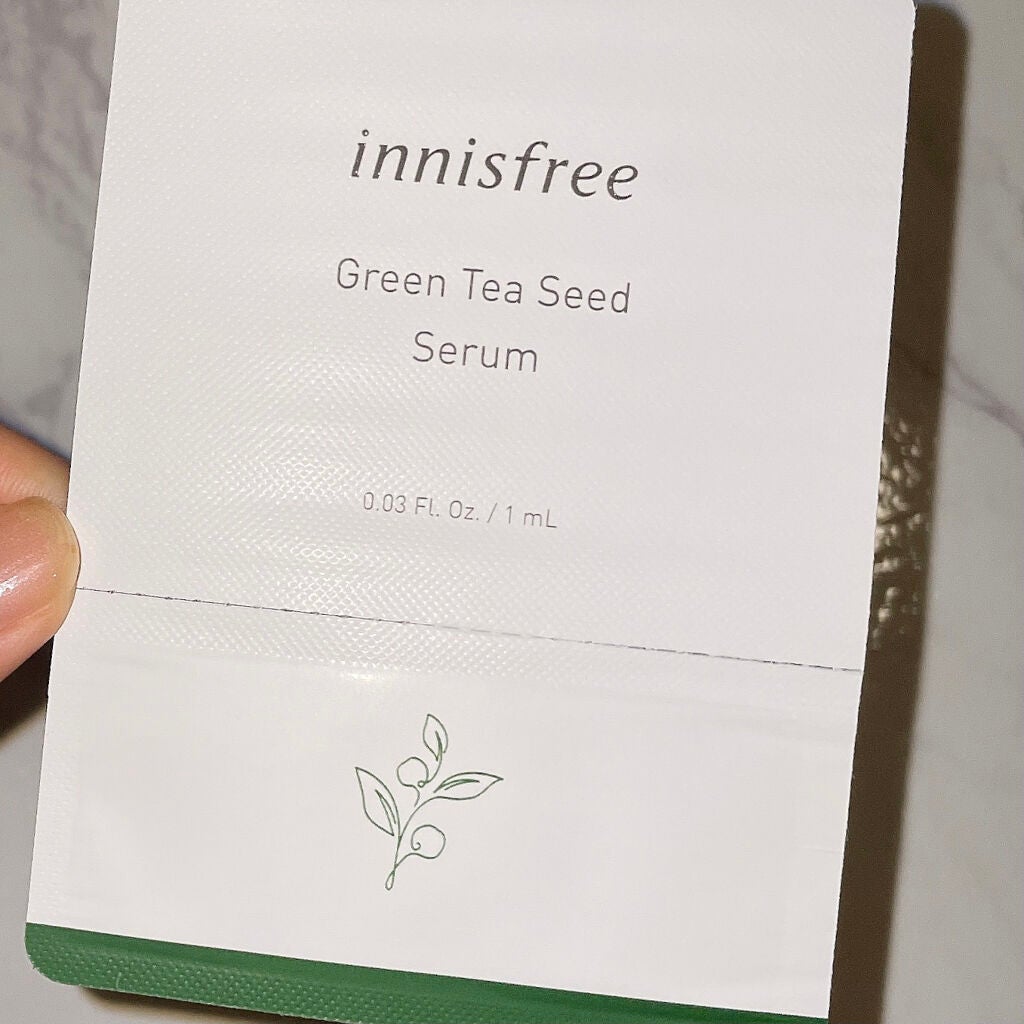 innisfree
Green Tea Seed
Serum
0.03 Fl. Oz. / 1 mL